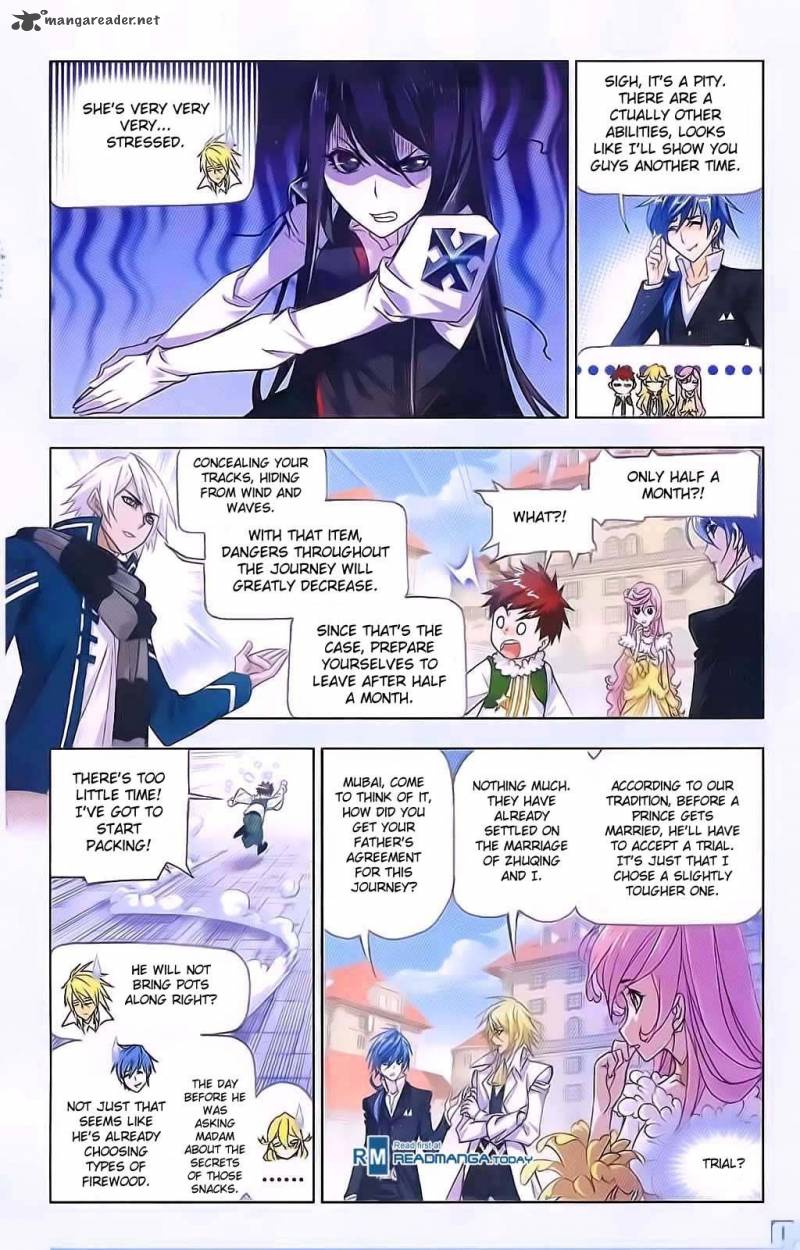 mangareader.net
SHE'S VERY VERY
VERY...
STRESSED.
SIGH, IT'S A PITY.
THERE ARE A
CTUALLY OTHER
ABILITIES, LOOKS
LIKE I'LL SHOW YOU
GUYS ANOTHER TIME.
CONCEALING YOUR
TRACKS, HIDING
FROM WIND AND
WAVES.
WITH THAT ITEM,
DANGERS THROUGHOUT
THE JOURNEY WILL
GREATLY DECREASE.
SINCE THAT'S THE
CASE, PREPARE
YOURSELVES TO
LEAVE AFTER HALF
A MONTH.
WHAT?!
ONLY HALF A
MONTH?!
THERE'S TOO
LITTLE TIME!
I'VE GOT TO
START
PACKING!
HE WILL NOT
BRING POTS
ALONG RIGHT?
NOT JUST THAT
SEEMS LIKE
HE'S ALREADY
CHOOSING
TYPES OF
FIREWOOD.
THE DAY
BEFORE HE
WAS
ASKING
MADAM
ABOUT THE
SECRETS
OF THOSE
SNACKS.
......
MUBAI, COME
TO THINK OF IT,
HOW DID YOU
GET YOUR
FATHER'S
AGREEMENT
FOR THIS
JOURNEY?
NOTHING MUCH.
THEY HAVE
ALREADY
SETTLED ON
THE MARRIAGE
OF ZHUQING
AND I.
ACCORDING TO OUR
TRADITION, BEFORE A
PRINCE GETS
MARRIED, HE'LL HAVE
TO ACCEPT A TRIAL.
IT'S JUST THAT I
CHOSE A SLIGHTLY
TOUGHER ONE.
TRIAL?
RM Read first at
READMANGA.TODAY
1